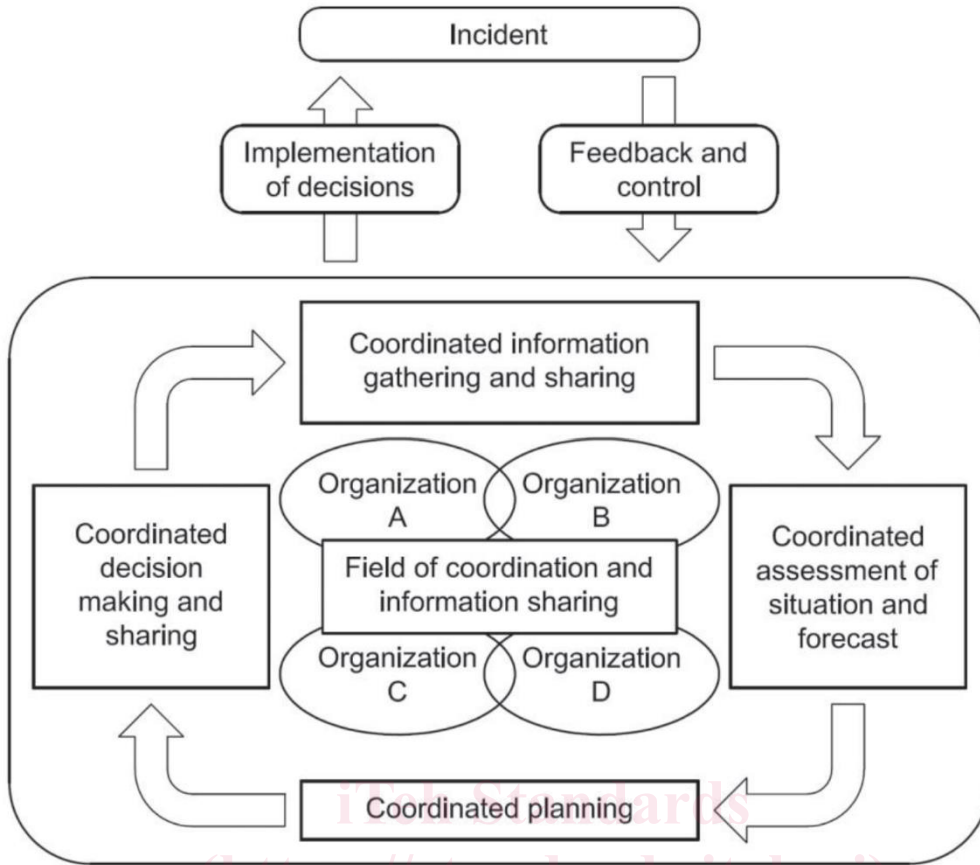 Incident
Implementation
of decisions
Feedback and
control
Coordinated information
gathering and sharing
Organization
A
Organization
B
Coordinated
decision
making and
sharing
Field of coordination and
information sharing
Coordinated
assessment of
situation and
forecast
Organization
C
Organization
D
Coordinated planning
iTeh Standards